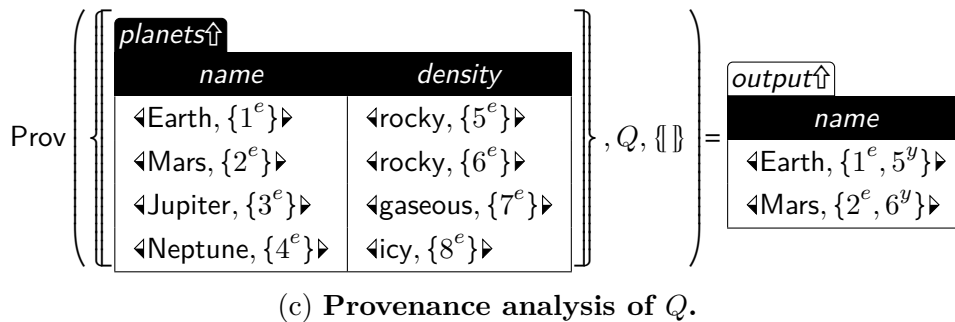 planets⇧
name density
Prov ( ⦃ ◁Earth, {1^e}▷ ◁rocky, {5^e}▷ ⦄ , Q, ⦃⦄ ) = output⇧
◁Mars, {2^e}▷ ◁rocky, {6^e}▷ name
◁Jupiter, {3^e}▷ ◁gaseous, {7^e}▷ ◁Earth, {1^e, 5^y}▷
◁Neptune, {4^e}▷ ◁icy, {8^e}▷ ◁Mars, {2^e, 6^y}▷
(c) Provenance analysis of Q.